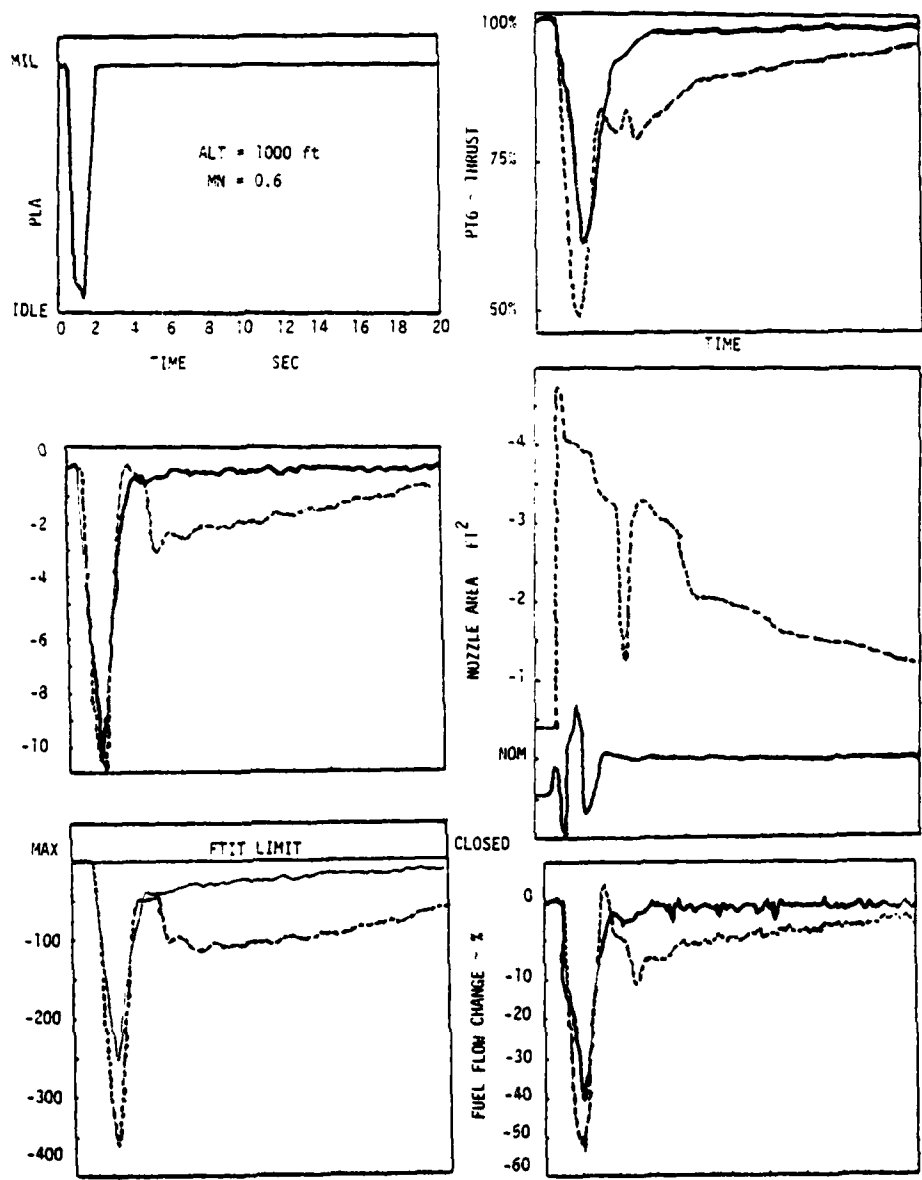 MIL
PLA
ALT = 1000 ft
MN = 0.6
IDLE
0 2 4 6 8 10 12 14 16 18 20
TIME SEC
100%
PTG - THRUST
75%
50%
TIME
0
-2
-4
-6
-8
-10
NOZZLE AREA FT2
-4
-3
-2
-1
NOM
CLOSED
MAX
FTIT LIMIT
-100
-200
-300
-400
FUEL FLOW CHANGE ~ %
0
-10
-20
-30
-40
-50
-60